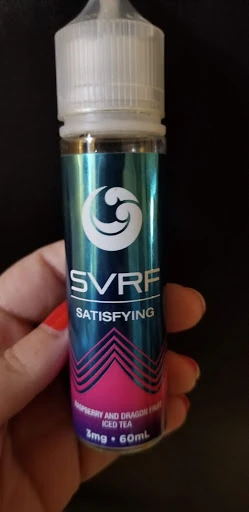 SVRF
SATISFYING
RASPBERRY AND DRAGON FRUIT
ICED TEA
3mg • 60mL